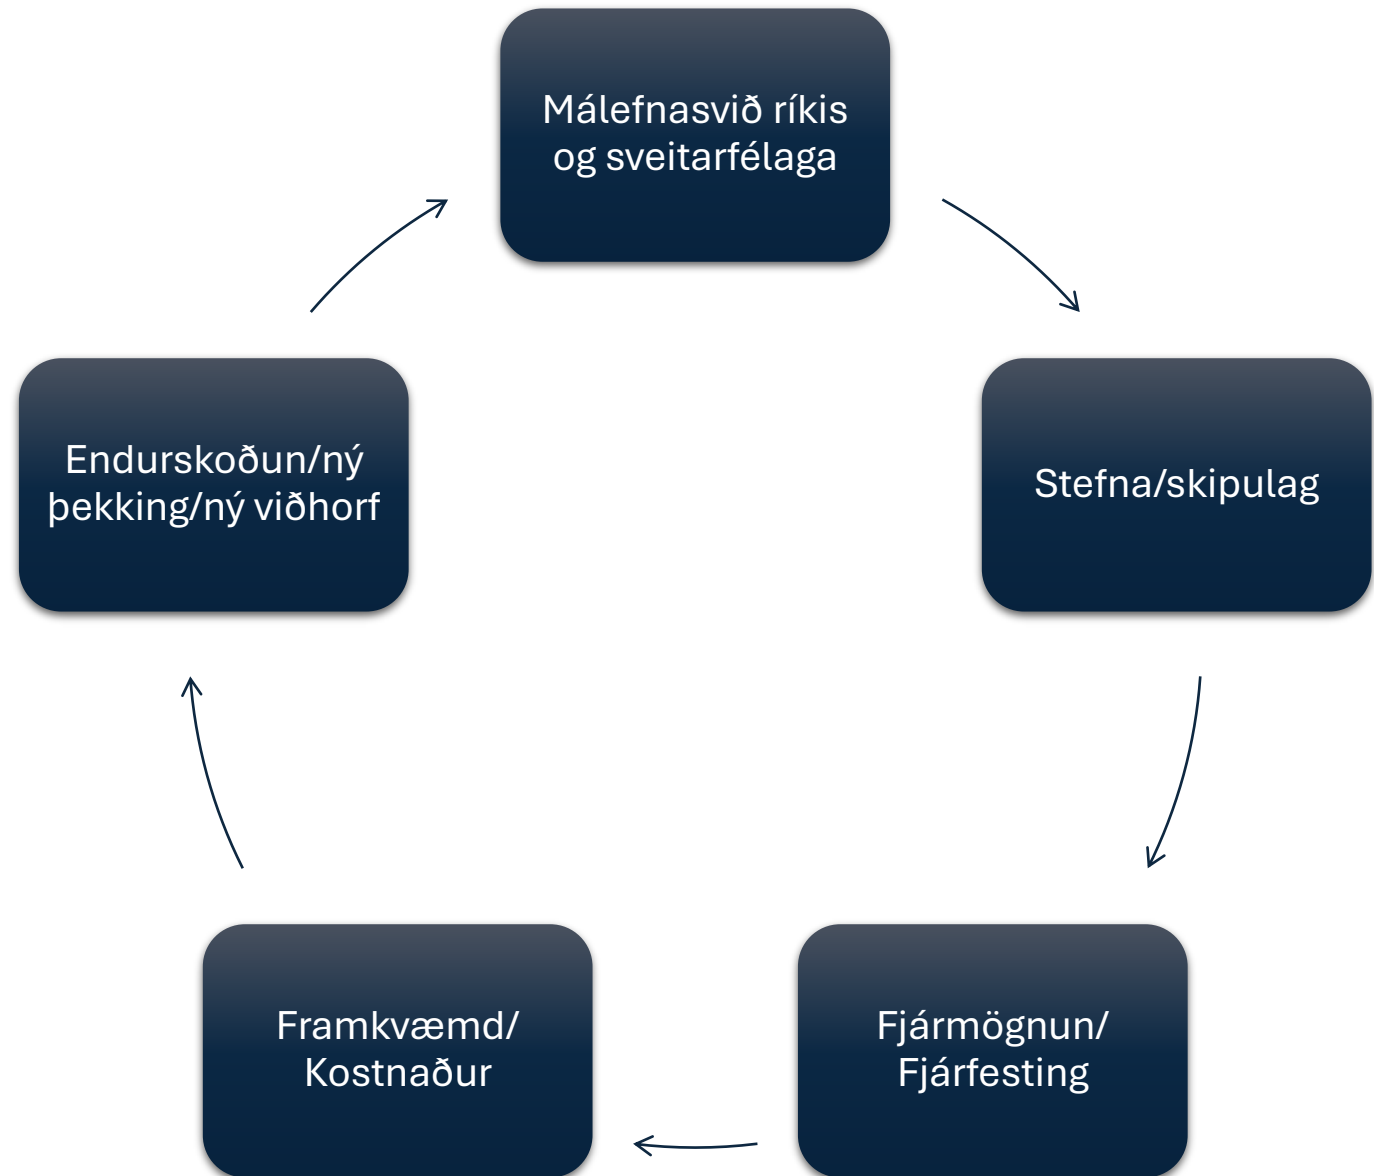 Málefnasvið ríkis
og sveitarfélaga
Stefna/skipulag
Fjármögnun/
Fjárfesting
Framkvæmd/
Kostnaður
Endurskoðun/ný
þekking/ný viðhorf